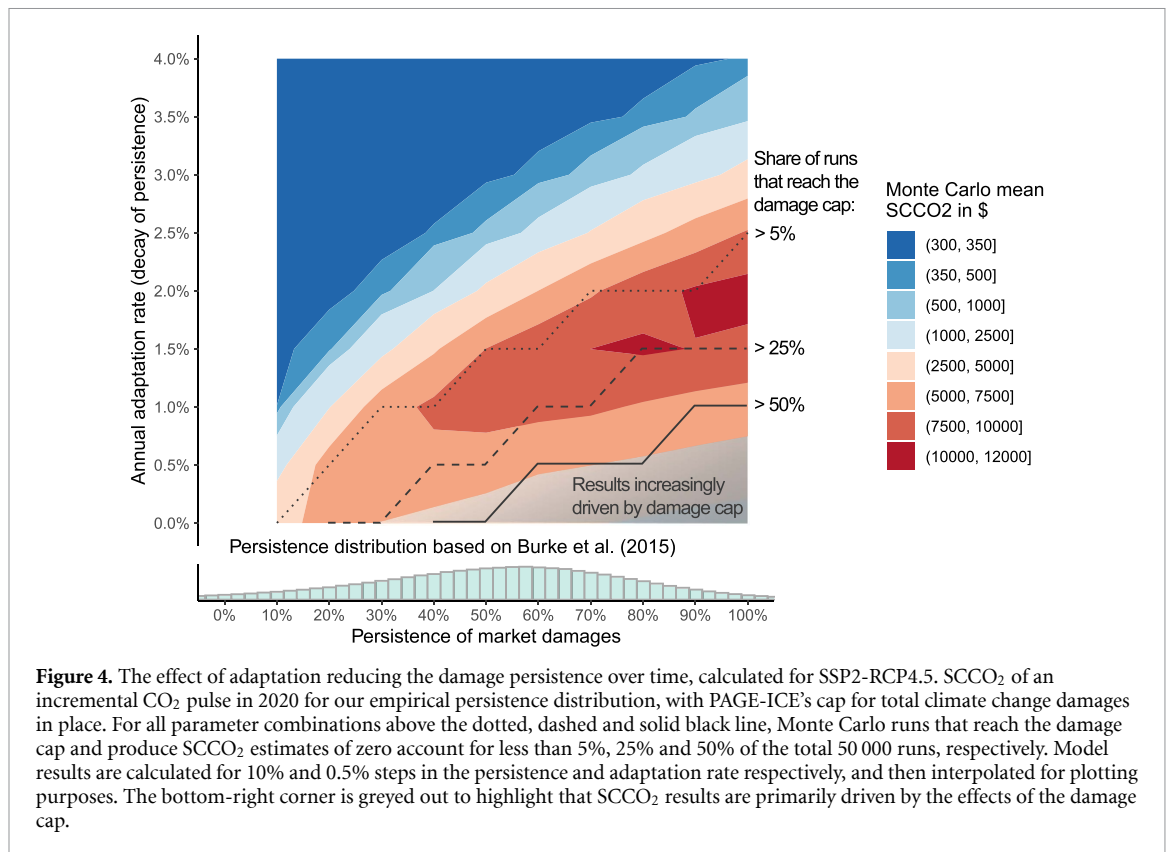 4.0%
3.5%
3.0%
2.5%
2.0%
1.5%
1.0%
0.5%
0.0%
Annual adaptation rate (decay of persistence)
Share of runs
that reach the
damage cap:
> 5%
> 25%
> 50%
Results increasingly
driven by damage cap
Monte Carlo mean
SCCO2 in $
(300, 350]
(350, 500]
(500, 1000]
(1000, 2500]
(2500, 5000]
(5000, 7500]
(7500, 10000]
(10000, 12000]
Persistence distribution based on Burke et al. (2015)
0% 10% 20% 30% 40% 50% 60% 70% 80% 90% 100%
Persistence of market damages
Figure 4. The effect of adaptation reducing the damage persistence over time, calculated for SSP2-RCP4.5. SCCO₂ of an
incremental CO₂ pulse in 2020 for our empirical persistence distribution, with PAGE-ICE's cap for total climate change damages
in place. For all parameter combinations above the dotted, dashed and solid black line, Monte Carlo runs that reach the damage
cap and produce SCCO₂ estimates of zero account for less than 5%, 25% and 50% of the total 50 000 runs, respectively. Model
results are calculated for 10% and 0.5% steps in the persistence and adaptation rate respectively, and then interpolated for plotting
purposes. The bottom-right corner is greyed out to highlight that SCCO₂ results are primarily driven by the effects of the damage
cap.